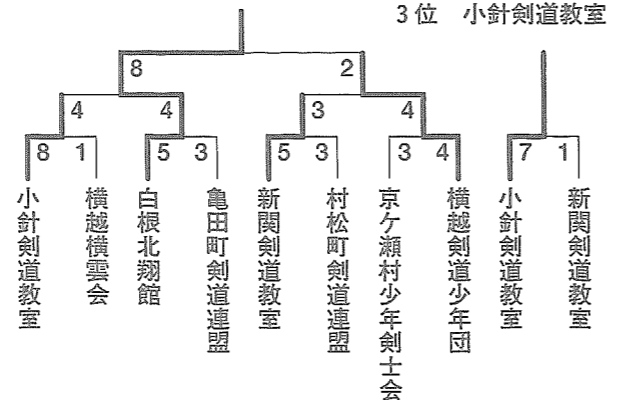 3位 小針剣道教室
8 2
4 4 3 4
8 1 5 3 5 3 3 4 7 1
小針剣道教室
横越横雲会
白根北翔館
亀田町剣道連盟
新関剣道教室
村松町剣道連盟
京ケ瀬村少年剣士会
横越剣道少年団
小針剣道教室
新関剣道教室